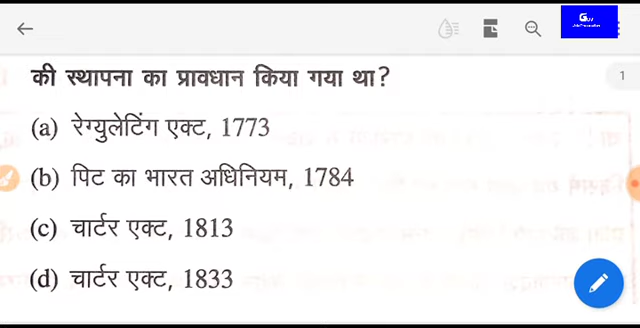 की स्थापना का प्रावधान किया गया था?
1
(a) रेग्युलेटिंग एक्ट, 1773
(b) पिट का भारत अधिनियम, 1784
(c) चार्टर एक्ट, 1813
(d) चार्टर एक्ट, 1833